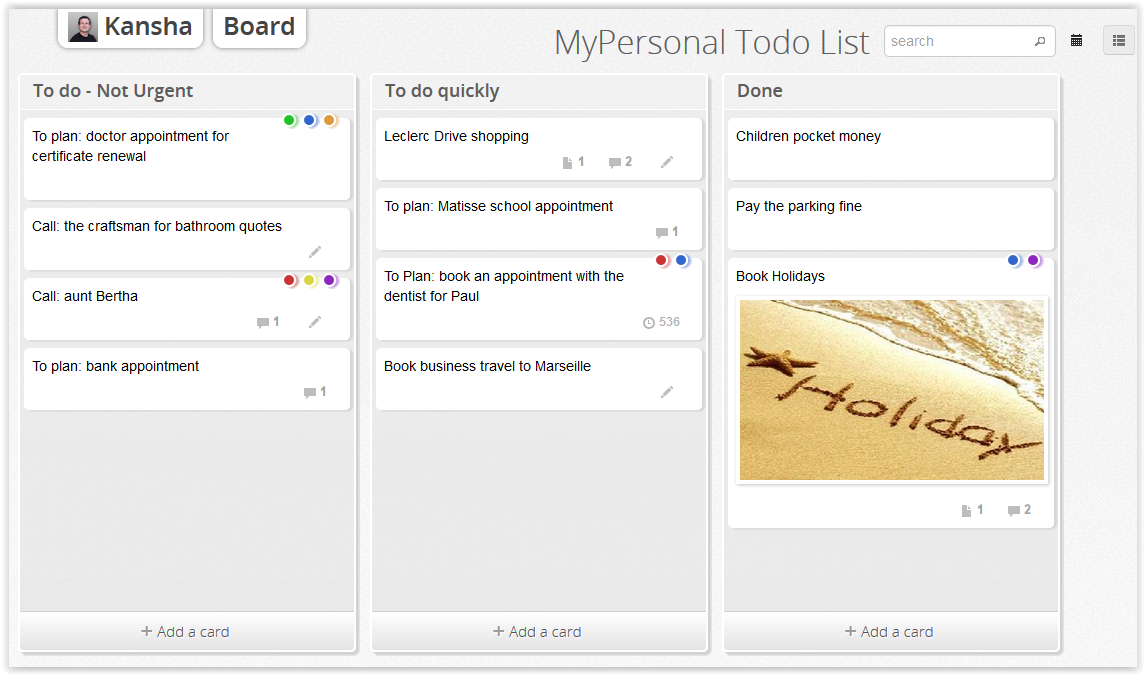 Kansha
Board
MyPersonal Todo List
search
To do - Not Urgent
To plan: doctor appointment for
certificate renewal
Call: the craftsman for bathroom quotes
Call: aunt Bertha
1
To plan: bank appointment
1
+ Add a card
To do quickly
Leclerc Drive shopping
1
2
To plan: Matisse school appointment
1
To Plan: book an appointment with the
dentist for Paul
536
Book business travel to Marseille
+ Add a card
Done
Children pocket money
Pay the parking fine
Book Holidays
Holiday
1
2
+ Add a card